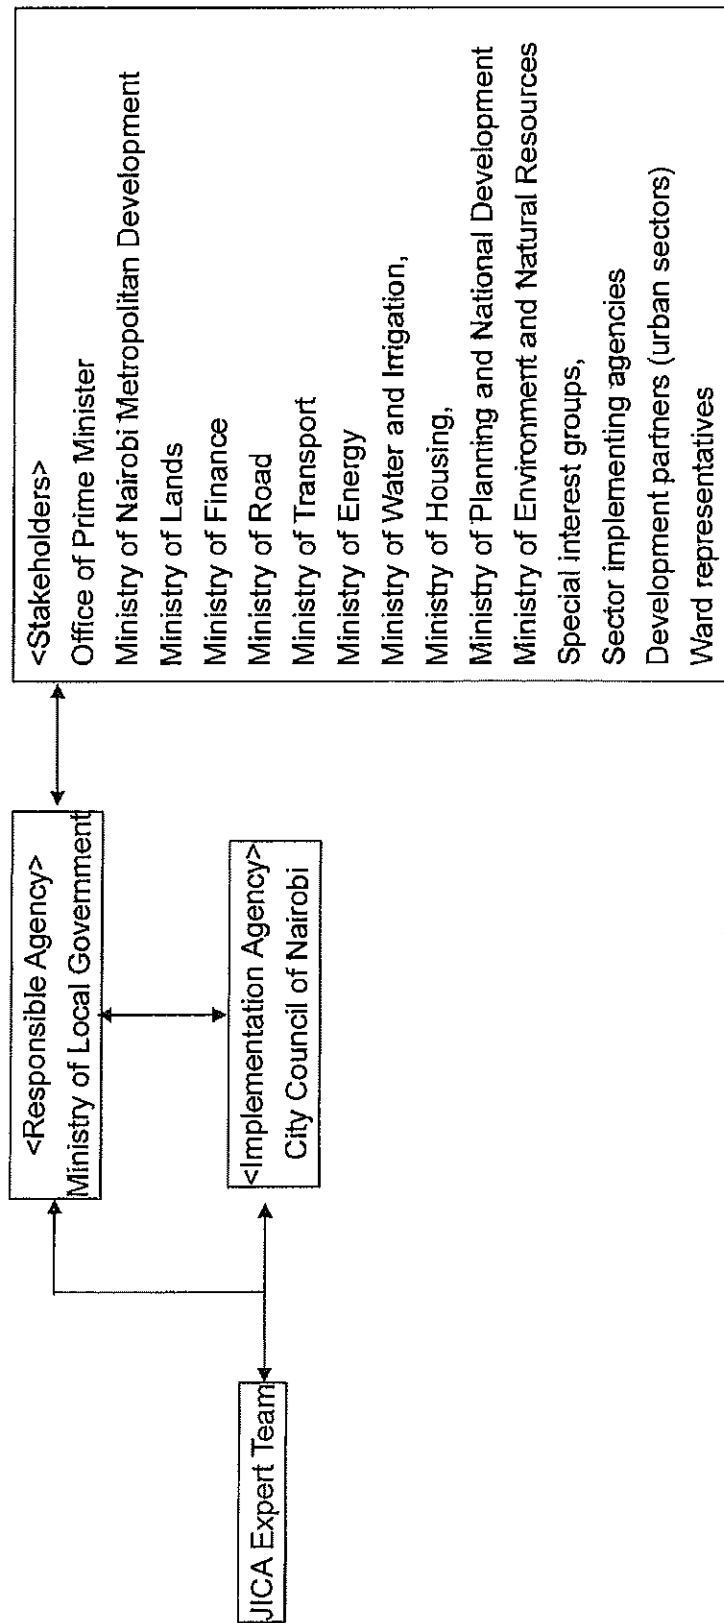 JICA Expert Team
<Responsible Agency>
Ministry of Local Government
<Implementation Agency>
City Council of Nairobi
<Stakeholders>
Office of Prime Minister
Ministry of Nairobi Metropolitan Development
Ministry of Lands
Ministry of Finance
Ministry of Road
Ministry of Transport
Ministry of Energy
Ministry of Water and Irrigation,
Ministry of Housing,
Ministry of Planning and National Development
Ministry of Environment and Natural Resources
Special interest groups,
Sector implementing agencies
Development partners (urban sectors)
Ward representatives